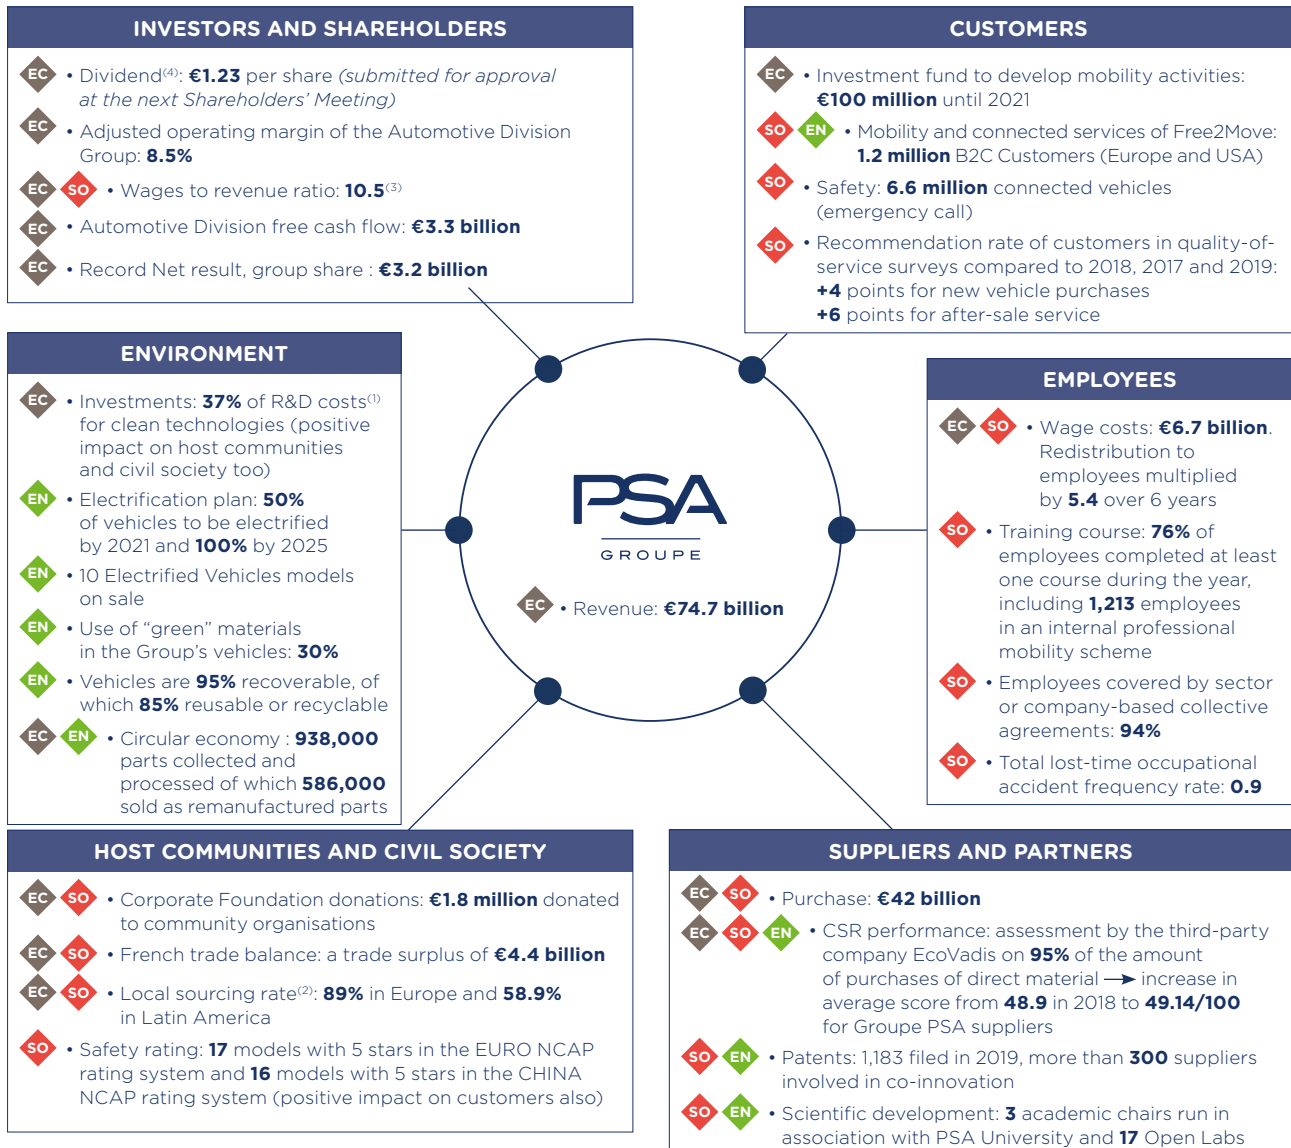 INVESTORS AND SHAREHOLDERS
EC • Dividend(4): €1.23 per share (submitted for approval
at the next Shareholders' Meeting)
EC • Adjusted operating margin of the Automotive Division
Group: 8.5%
EC SO • Wages to revenue ratio: 10.5(3)
EC • Automotive Division free cash flow: €3.3 billion
EC • Record Net result, group share : €3.2 billion
CUSTOMERS
EC • Investment fund to develop mobility activities:
€100 million until 2021
SO EN • Mobility and connected services of Free2Move:
1.2 million B2C Customers (Europe and USA)
SO • Safety: 6.6 million connected vehicles
(emergency call)
SO • Recommendation rate of customers in quality-of-
service surveys compared to 2018, 2017 and 2019:
+4 points for new vehicle purchases
+6 points for after-sale service
ENVIRONMENT
EC • Investments: 37% of R&D costs(1)
for clean technologies (positive
impact on host communities
and civil society too)
EN • Electrification plan: 50%
of vehicles to be electrified
by 2021 and 100% by 2025
EN • 10 Electrified Vehicles models
on sale
EN • Use of “green” materials
in the Group's vehicles: 30%
EN • Vehicles are 95% recoverable, of
which 85% reusable or recyclable
EC EN • Circular economy : 938,000
parts collected and
processed of which 586,000
sold as remanufactured parts
PSA
GROUPE
EC • Revenue: €74.7 billion
EMPLOYEES
EC SO • Wage costs: €6.7 billion.
Redistribution to
employees multiplied
by 5.4 over 6 years
SO • Training course: 76% of
employees completed at least
one course during the year,
including 1,213 employees
in an internal professional
mobility scheme
SO • Employees covered by sector
or company-based collective
agreements: 94%
SO • Total lost-time occupational
accident frequency rate: 0.9
HOST COMMUNITIES AND CIVIL SOCIETY
EC SO • Corporate Foundation donations: €1.8 million donated
to community organisations
EC SO • French trade balance: a trade surplus of €4.4 billion
EC SO • Local sourcing rate(2): 89% in Europe and 58.9%
in Latin America
SO • Safety rating: 17 models with 5 stars in the EURO NCAP
rating system and 16 models with 5 stars in the CHINA
NCAP rating system (positive impact on customers also)
SUPPLIERS AND PARTNERS
EC SO • Purchase: €42 billion
EC SO EN • CSR performance: assessment by the third-party
company EcoVadis on 95% of the amount
of purchases of direct material → increase in
average score from 48.9 in 2018 to 49.14/100
for Groupe PSA suppliers
SO EN • Patents: 1,183 filed in 2019, more than 300 suppliers
involved in co-innovation
SO EN • Scientific development: 3 academic chairs run in
association with PSA University and 17 Open Labs